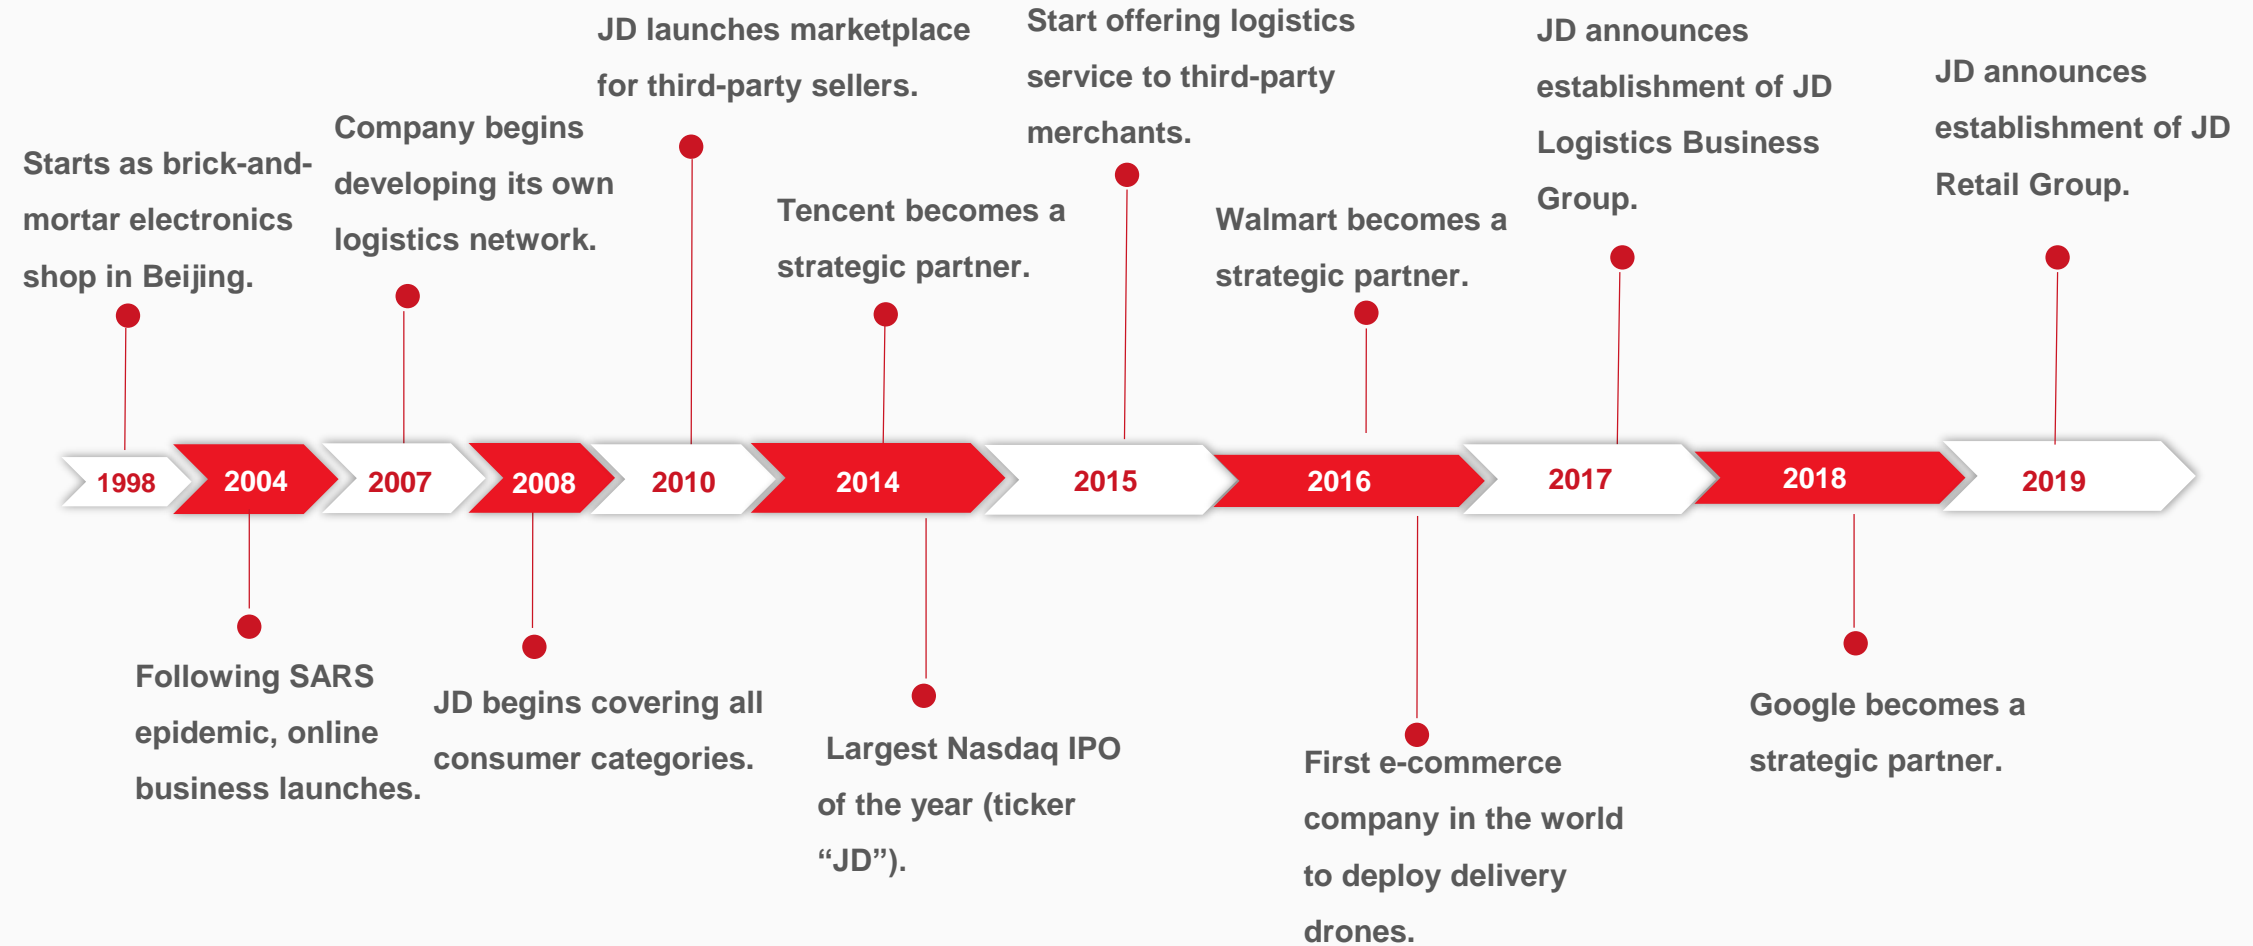 Starts as brick-and-
mortar electronics
shop in Beijing.
Company begins
developing its own
logistics network.
JD launches marketplace
for third-party sellers.
Tencent becomes a
strategic partner.
Start offering logistics
service to third-party
merchants.
Walmart becomes a
strategic partner.
JD announces
establishment of JD
Logistics Business
Group.
JD announces
establishment of JD
Retail Group.
1998
2004
2007
2008
2010
2014
2015
2016
2017
2018
2019
Following SARS
epidemic, online
business launches.
JD begins covering all
consumer categories.
Largest Nasdaq IPO
of the year (ticker
“JD”).
First e-commerce
company in the world
to deploy delivery
drones.
Google becomes a
strategic partner.